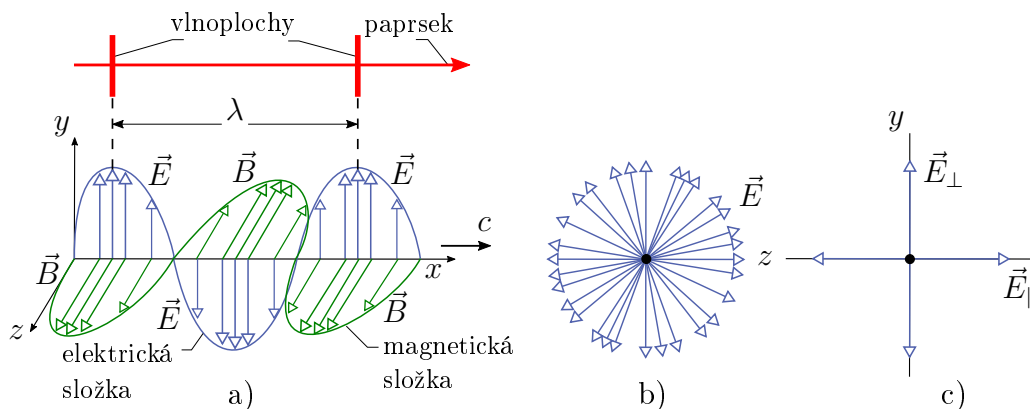 vlnoplochy
paprsek
λ
y
E⃗
B⃗
E⃗
y
E⃗
E⃗⊥
c
z
B⃗
x
E⃗∥
z
E⃗
B⃗
elektrická
složka
magnetická
složka
a)
b)
c)